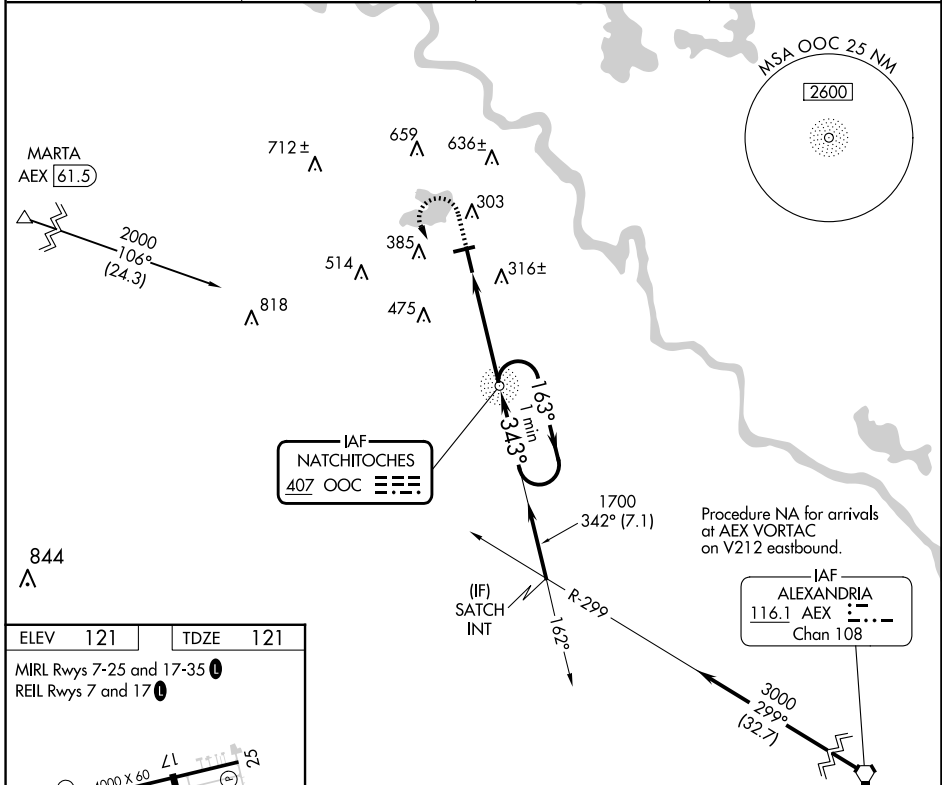 MSA OOC 25 NM
2600
MARTA
AEX 61.5
2000
106°
(24.3)
712 ±
659
636±
303
385
514
316±
818
475
IAF
NATCHITOCHES
407 OOC
163°
1 min
343°
1700
342° (7.1)
Procedure NA for arrivals
at AEX VORTAC
on V212 eastbound.
IAF
ALEXANDRIA
116.1 AEX
Chan 108
844
(IF)
SATCH
INT
R-299
162°
3000
299°
(32.7)
ELEV 121
TDZE 121
MIRL Rwys 7-25 and 17-35 L
REIL Rwys 7 and 17 L
17
25
P